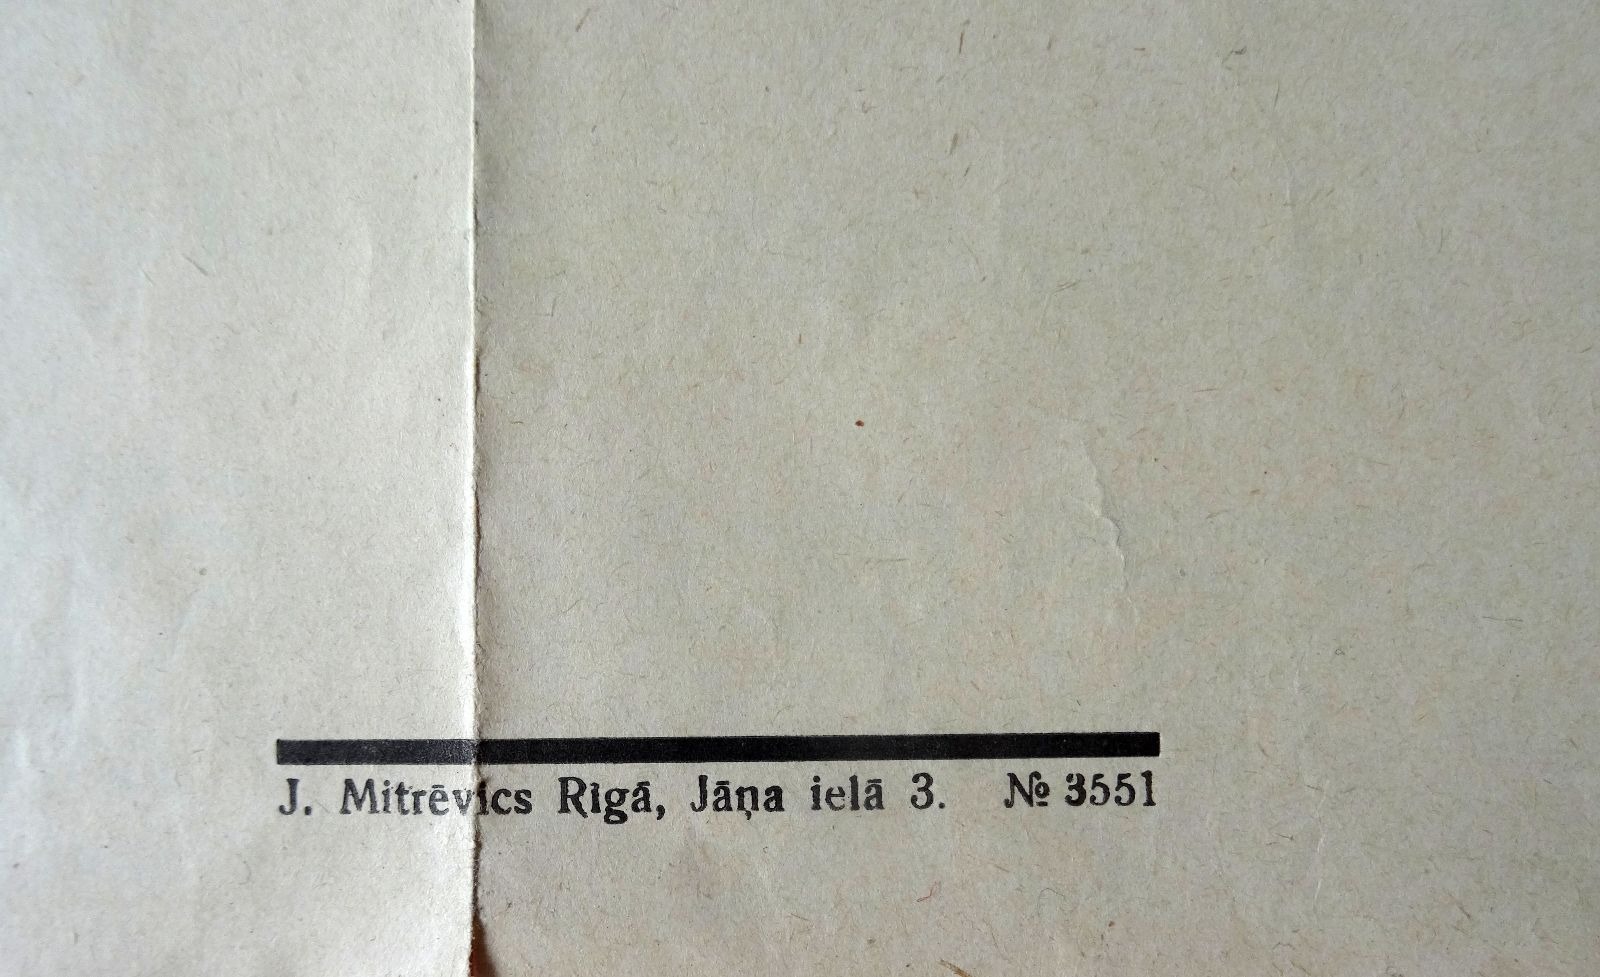 J. Mitrēvics Rīgā, Jāņa ielā 3. № 3551